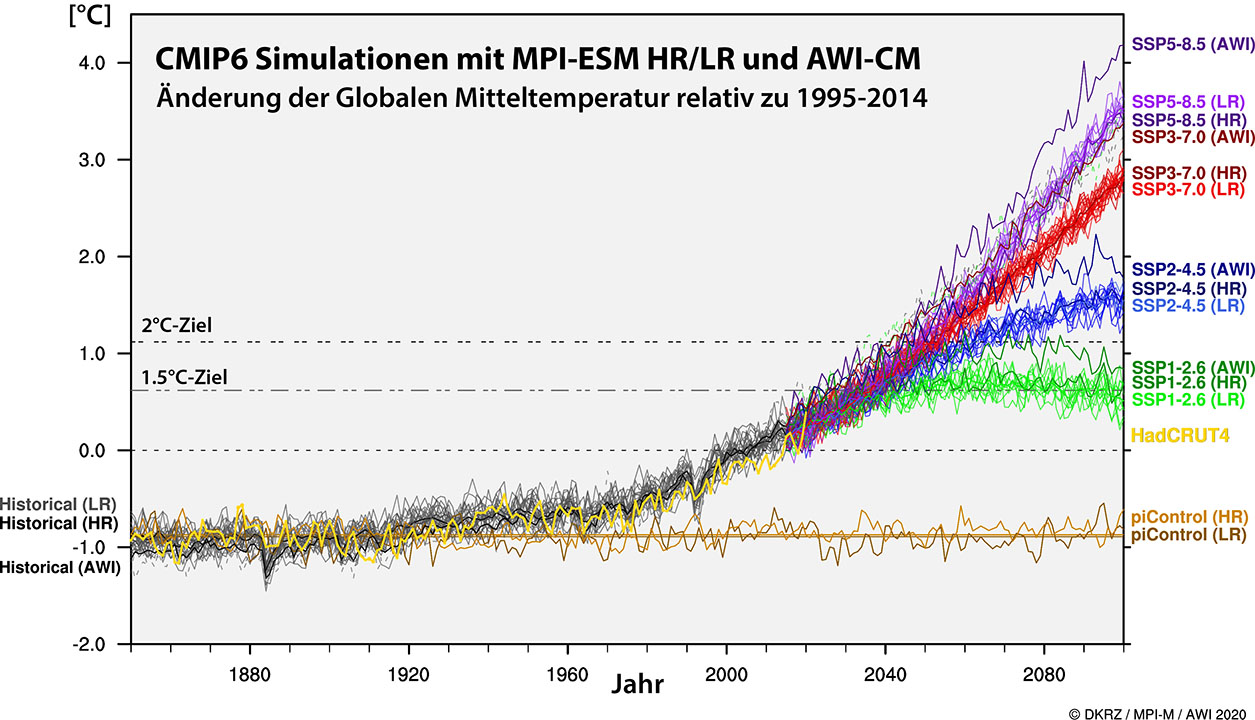 [°C]
CMIP6 Simulationen mit MPI-ESM HR/LR und AWI-CM
Änderung der Globalen Mitteltemperatur relativ zu 1995-2014
4.0
3.0
2.0
1.0
0.0
-1.0
-2.0
2°C-Ziel
1.5°C-Ziel
Historical (LR)
Historical (HR)
Historical (AWI)
SSP5-8.5 (AWI)
SSP5-8.5 (LR)
SSP5-8.5 (HR)
SSP3-7.0 (AWI)
SSP3-7.0 (HR)
SSP3-7.0 (LR)
SSP2-4.5 (AWI)
SSP2-4.5 (HR)
SSP2-4.5 (LR)
SSP1-2.6 (AWI)
SSP1-2.6 (HR)
SSP1-2.6 (LR)
HadCRUT4
piControl (HR)
piControl (LR)
1880 1920 1960 2000 2040 2080
Jahr
© DKRZ / MPI-M / AWI 2020